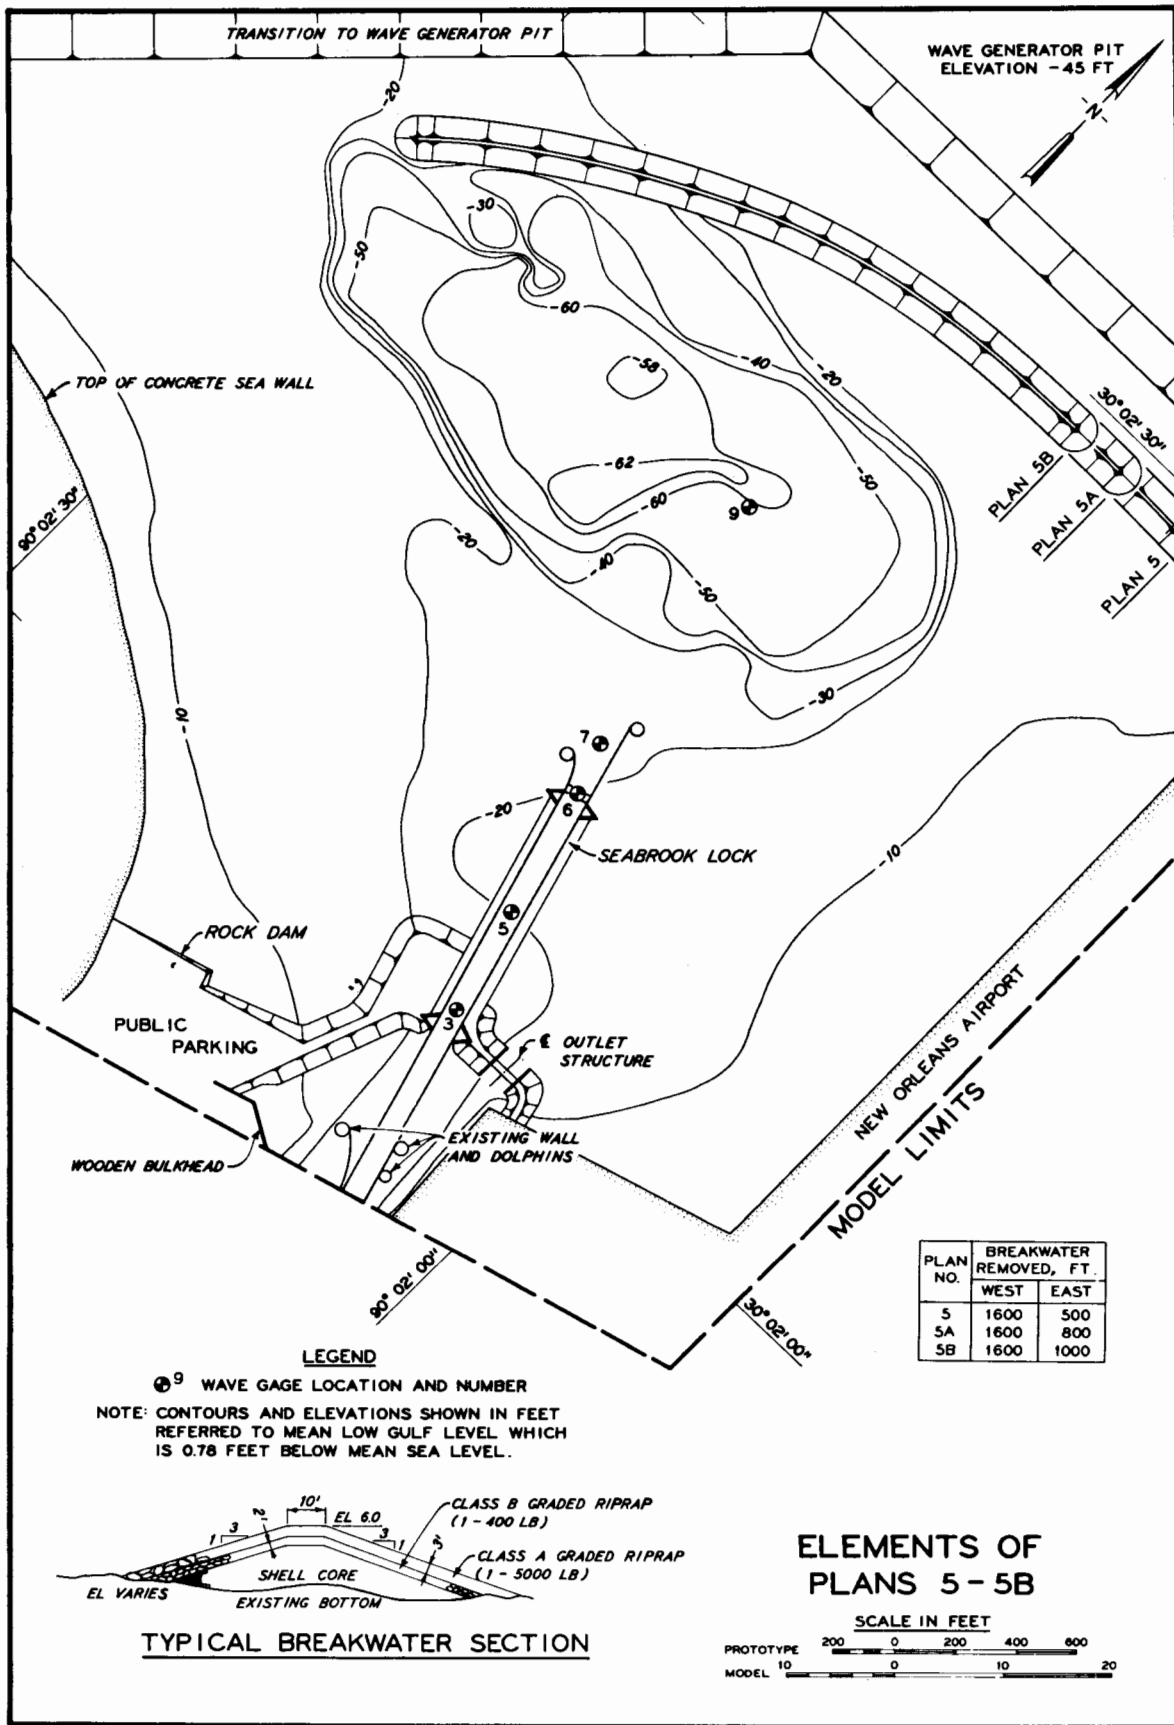 TRANSITION TO WAVE GENERATOR PIT
WAVE GENERATOR PIT
ELEVATION -45 FT
-N-
-20
-30
-50
-60
-58
-40
-20
TOP OF CONCRETE SEA WALL
30° 02' 30"
-62
-60
-50
9
PLAN 5B
PLAN 5A
PLAN 5
90° 02' 30"
-20
-40
-50
-30
-10
7
6
-20
SEABROOK LOCK
-10
5
ROCK DAM
3
PUBLIC
PARKING
℄ OUTLET
STRUCTURE
NEW ORLEANS AIRPORT
MODEL LIMITS
EXISTING WALL
AND DOLPHINS
WOODEN BULKHEAD
90° 02' 00"
30° 02' 00"
PLAN NO. BREAKWATER REMOVED, FT.
WEST EAST
5 1600 500
5A 1600 800
5B 1600 1000
LEGEND
9 WAVE GAGE LOCATION AND NUMBER
NOTE: CONTOURS AND ELEVATIONS SHOWN IN FEET
REFERRED TO MEAN LOW GULF LEVEL WHICH
IS 0.78 FEET BELOW MEAN SEA LEVEL.
10'
EL 6.0
2'
1 3
3 1
3'
CLASS B GRADED RIPRAP
(1 - 400 LB)
CLASS A GRADED RIPRAP
(1 - 5000 LB)
SHELL CORE
EL VARIES
EXISTING BOTTOM
TYPICAL BREAKWATER SECTION
ELEMENTS OF
PLANS 5-5B
SCALE IN FEET
PROTOTYPE 200 0 200 400 600
MODEL 10 0 10 20